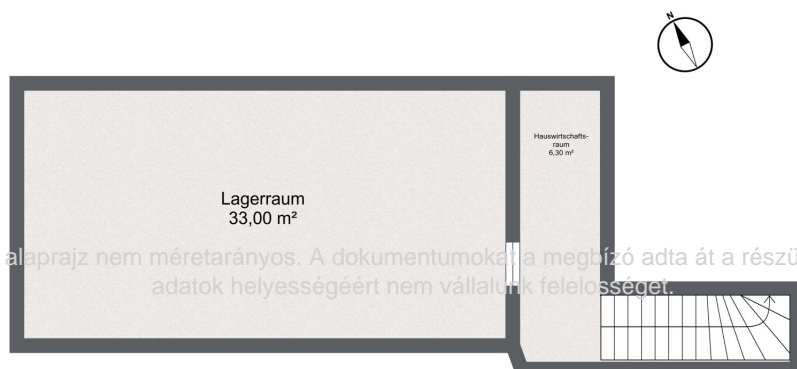 N
Hauswirtschafts-
raum
6,30 m²
Lagerraum
33,00 m²
alaprajz nem méretarányos. A dokumentumokat a megbízó adta át a
adatok helyességéért nem vállalunk felelősséget.